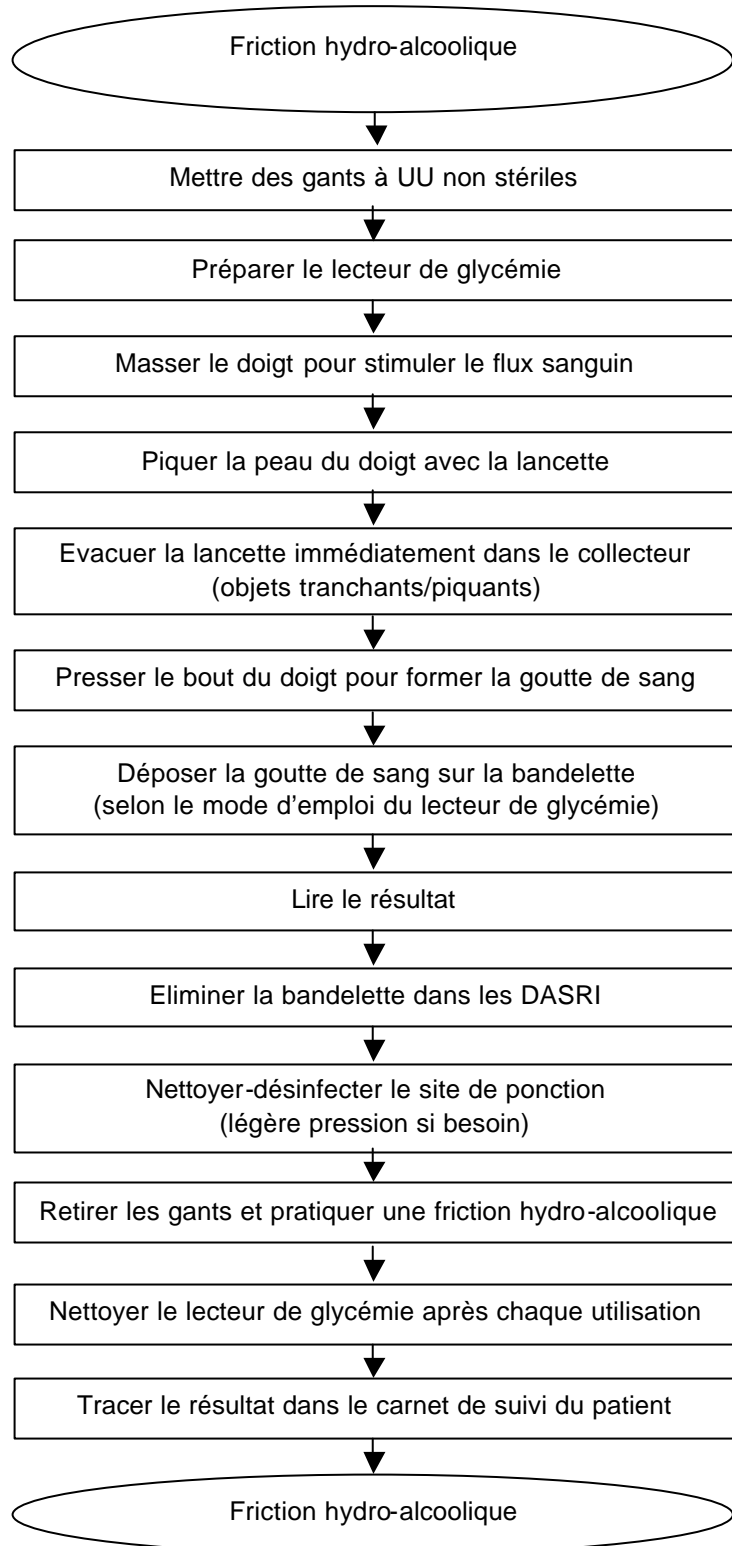 Friction hydro-alcoolique
Mettre des gants à UU non stériles
Préparer le lecteur de glycémie
Masser le doigt pour stimuler le flux sanguin
Piquer la peau du doigt avec la lancette
Evacuer la lancette immédiatement dans le collecteur
(objets tranchants/piquants)
Presser le bout du doigt pour former la goutte de sang
Déposer la goutte de sang sur la bandelette
(selon le mode d'emploi du lecteur de glycémie)
Lire le résultat
Eliminer la bandelette dans les DASRI
Nettoyer-désinfecter le site de ponction
(légère pression si besoin)
Retirer les gants et pratiquer une friction hydro-alcoolique
Nettoyer le lecteur de glycémie après chaque utilisation
Tracer le résultat dans le carnet de suivi du patient
Friction hydro-alcoolique